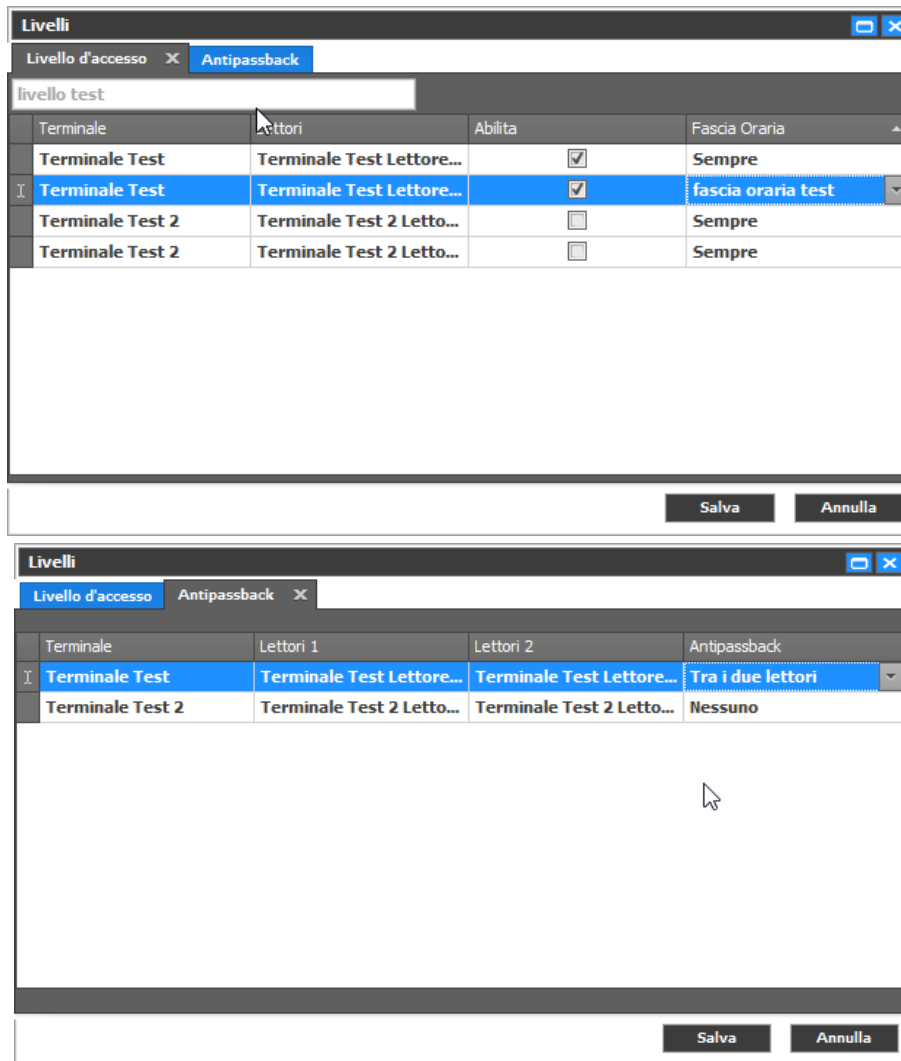 Livelli
Livello d'accesso Antipassback
livello test
Terminale Lettori Abilita Fascia Oraria
Terminale Test Terminale Test Lettore... Sempre
Terminale Test Terminale Test Lettore... fascia oraria test
Terminale Test 2 Terminale Test 2 Letto... Sempre
Terminale Test 2 Terminale Test 2 Letto... Sempre
Salva Annulla
Livelli
Livello d'accesso Antipassback
Terminale Lettori 1 Lettori 2 Antipassback
Terminale Test Terminale Test Lettore... Terminale Test Lettore... Tra i due lettori
Terminale Test 2 Terminale Test 2 Letto... Terminale Test 2 Letto... Nessuno
Salva Annulla